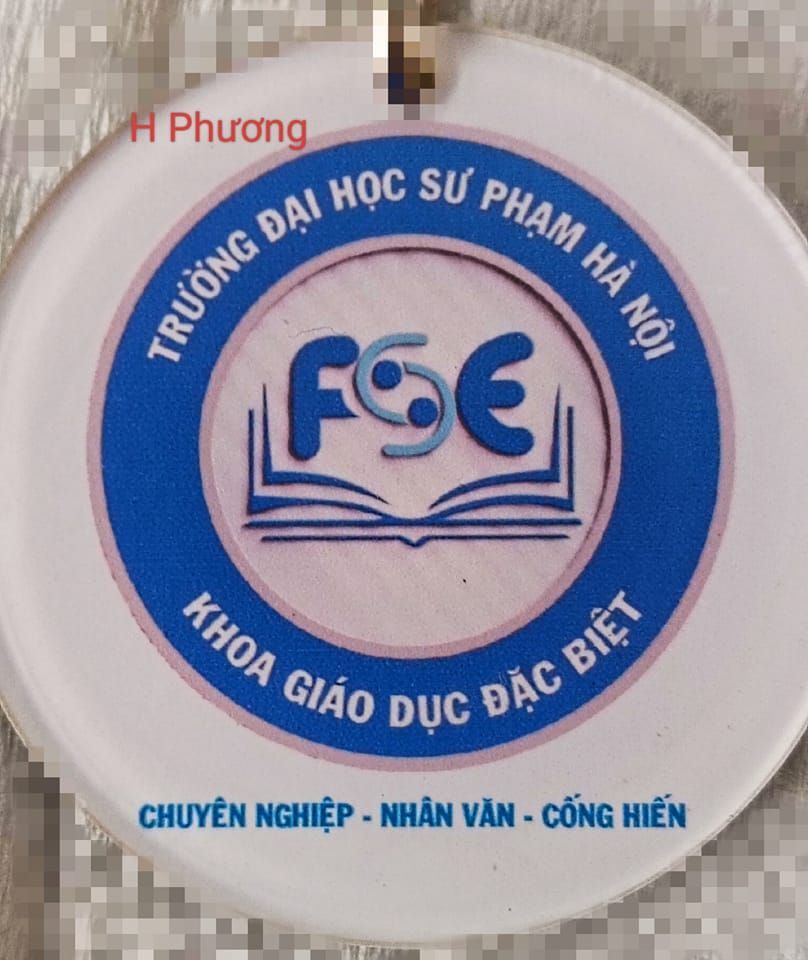 H Phương
TRƯỜNG ĐẠI HỌC SƯ PHẠM HÀ NỘI
FSE
KHOA GIÁO DỤC ĐẶC BIỆT
CHUYÊN NGHIỆP - NHÂN VĂN - CỐNG HIẾN